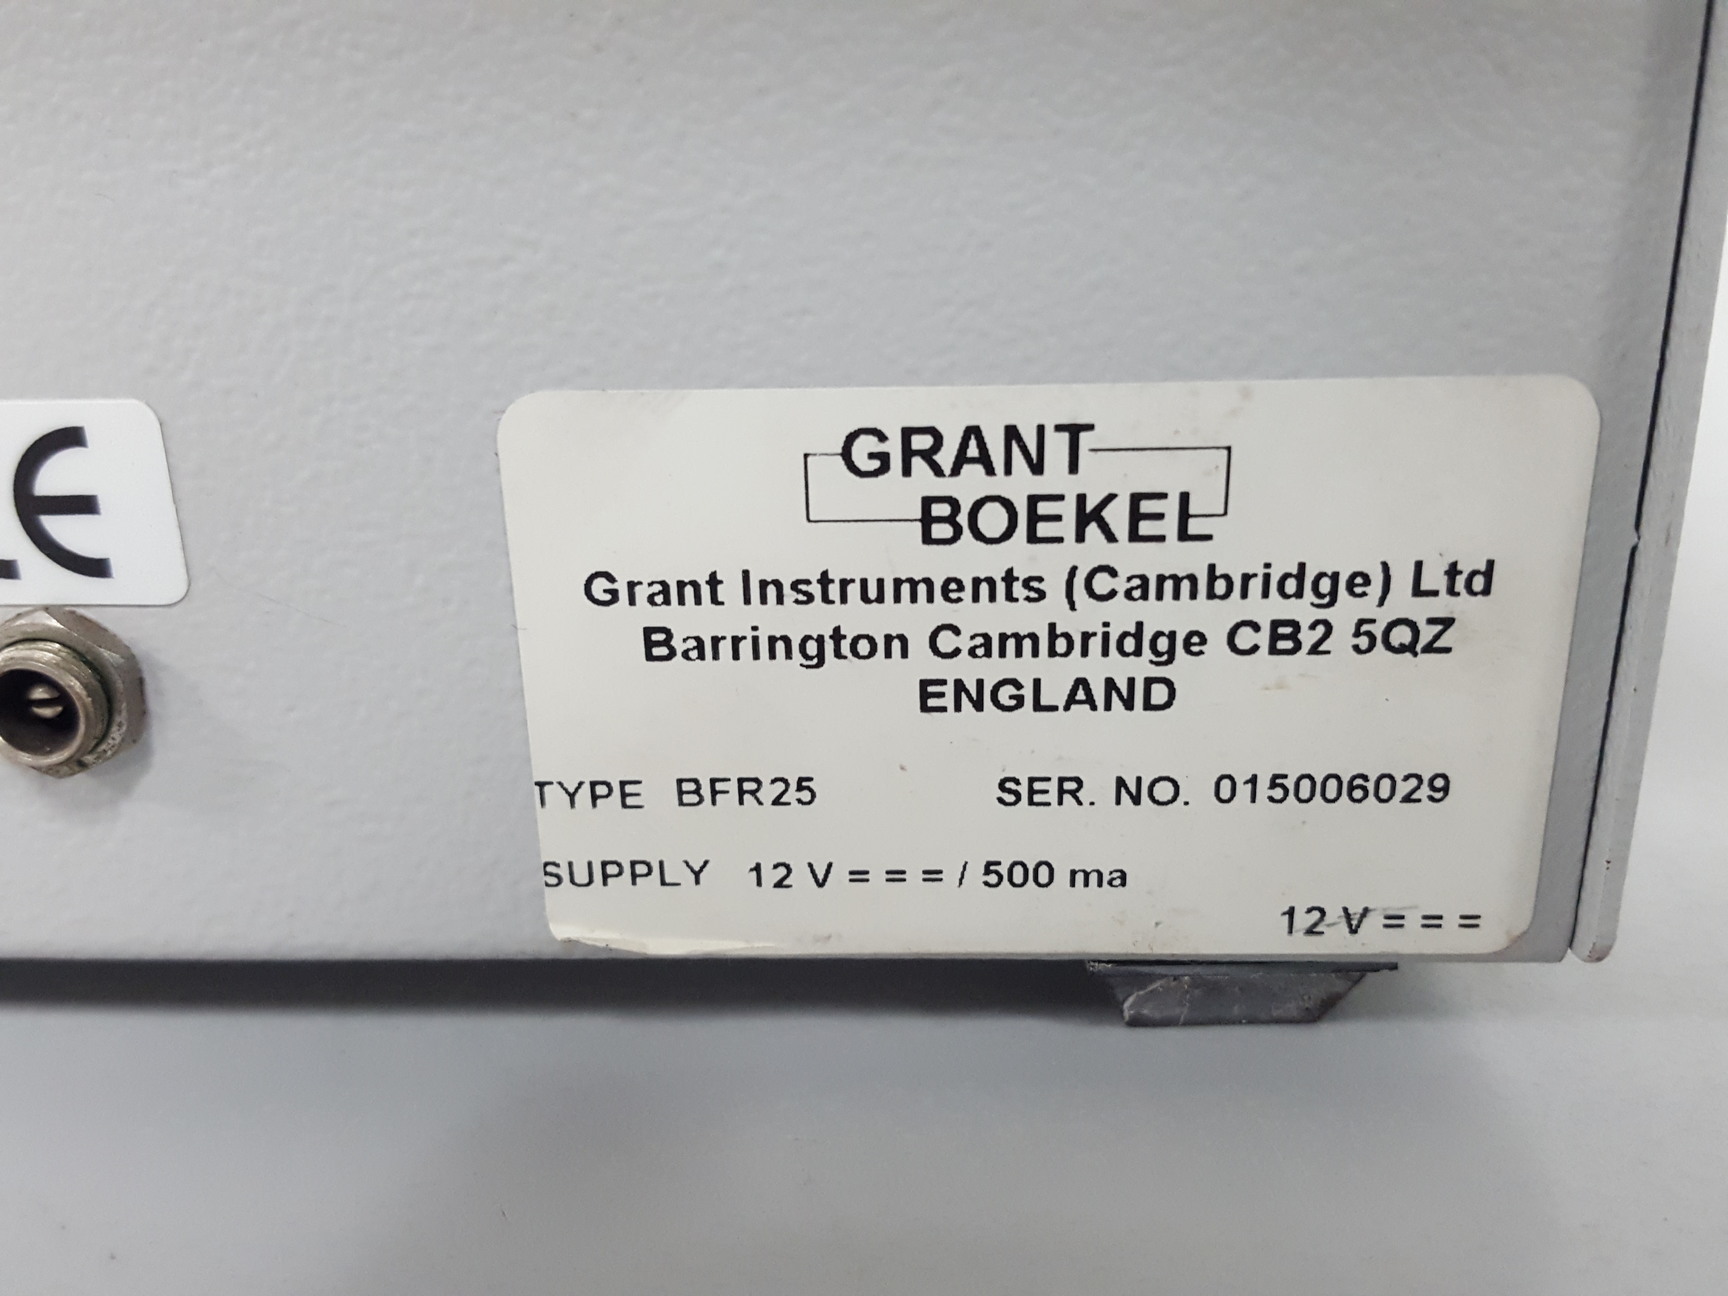 GRANT
BOEKEL
Grant Instruments (Cambridge) Ltd
Barrington Cambridge CB2 5QZ
ENGLAND
TYPE BFR25 SER. NO. 015006029
SUPPLY 12 V = = = / 500 ma
12 V = = =
CE